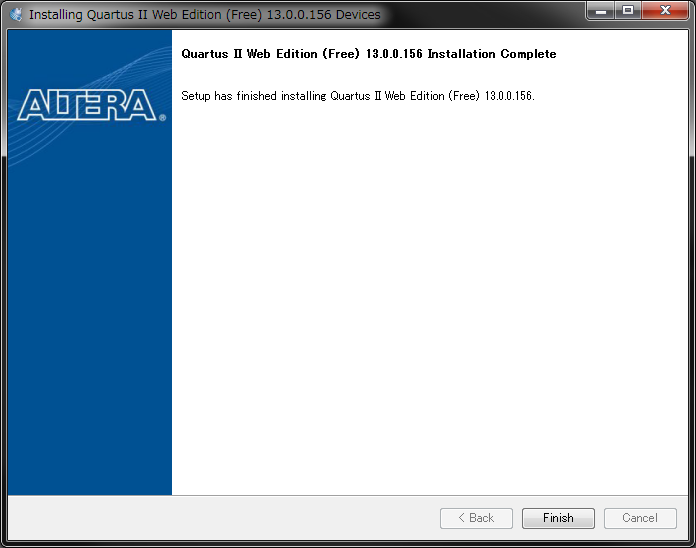 Installing Quartus II Web Edition (Free) 13.0.0.156 Devices
Quartus II Web Edition (Free) 13.0.0.156 Installation Complete
Setup has finished installing Quartus II Web Edition (Free) 13.0.0.156.
ALTERA®
< Back
Finish
Cancel